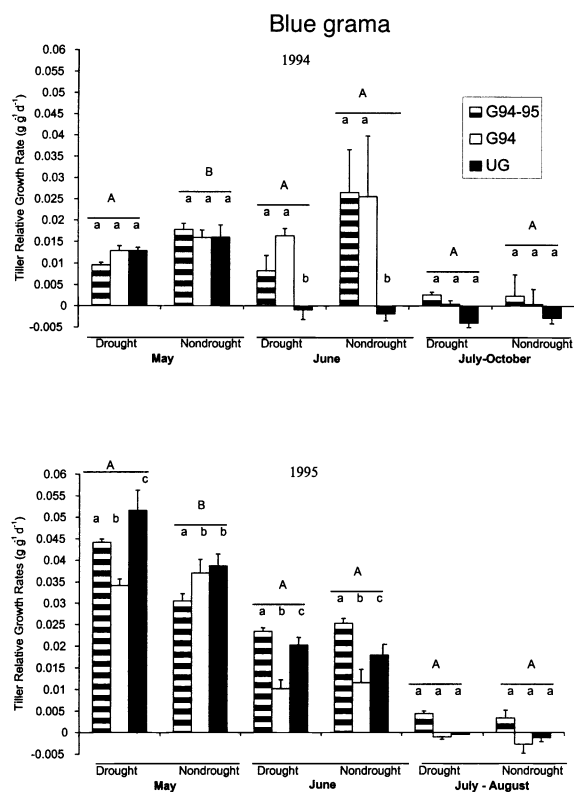 Blue grama
1994
Tiller Relative Growth Rate (g g¹ d⁻¹)
0.06
0.055
0.05
0.045
0.04
0.035
0.03
0.025
0.02
0.015
0.01
0.005
0
-0.005
A
a a a
B
a a a
A
a a
b
A
a a
b
A
a a a
A
a a a
G94-95
G94
UG
Drought Nondrought Drought Nondrought Drought Nondrought
May June July-October
1995
Tiller Relative Growth Rates (g g¹ d⁻¹)
0.06
0.055
0.05
0.045
0.04
0.035
0.03
0.025
0.02
0.015
0.01
0.005
0
-0.005
A
c
a b
B
a b b
A
a b c
A
a b c
A
a a a
A
a a a
Drought Nondrought Drought Nondrought Drought Nondrought
May June July - August